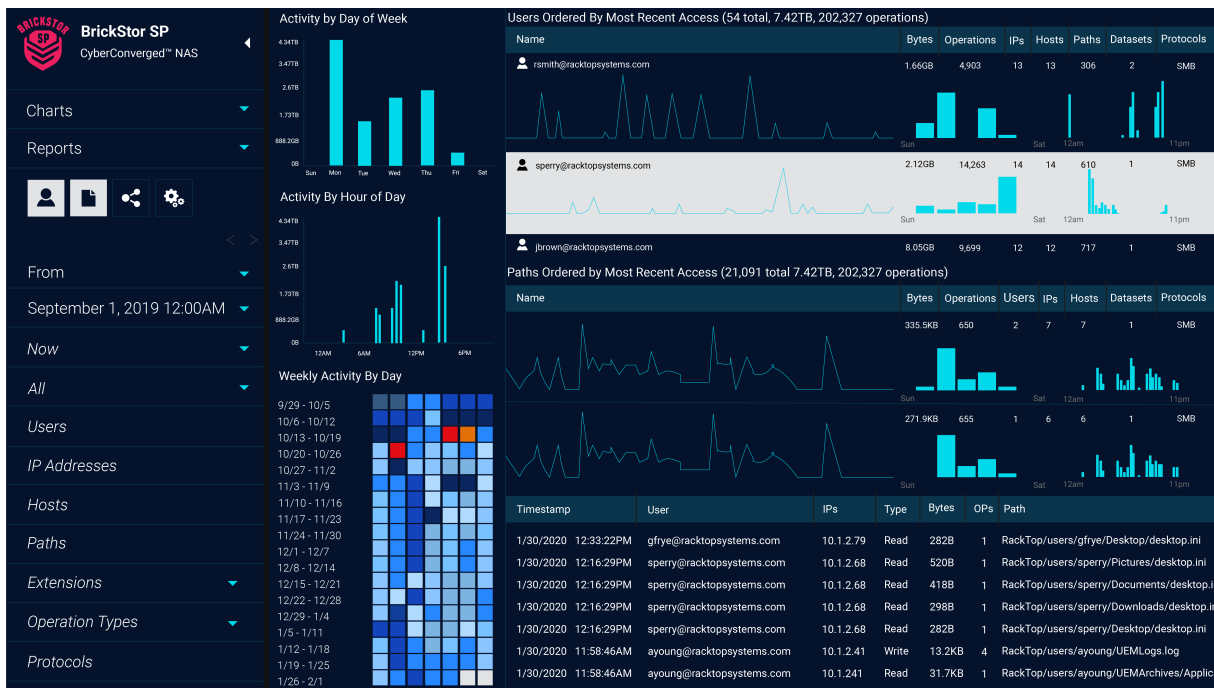 BRICKSTOR
SP
BrickStor SP
CyberConverged™ NAS
Charts
Reports
< >
From
September 1, 2019 12:00AM
Now
All
Users
IP Addresses
Hosts
Paths
Extensions
Operation Types
Protocols
Activity by Day of Week
4.34TB
3.47TB
2.6TB
1.73TB
888.2GB
0B
Sun Mon Tue Wed Thu Fri Sat
Activity By Hour of Day
4.34TB
3.47TB
2.6TB
1.73TB
888.2GB
0B
12AM 6AM 12PM 6PM
Weekly Activity By Day
9/29 - 10/5
10/6 - 10/12
10/13 - 10/19
10/20 - 10/26
10/27 - 11/2
11/3 - 11/9
11/10 - 11/16
11/17 - 11/23
11/24 - 11/30
12/1 - 12/7
12/8 - 12/14
12/15 - 12/21
12/22 - 12/28
12/29 - 1/4
1/5 - 1/11
1/12 - 1/18
1/19 - 1/25
1/26 - 2/1
Users Ordered By Most Recent Access (54 total, 7.42TB, 202,327 operations)
Name Bytes Operations IPs Hosts Paths Datasets Protocols
rsmith@racktopsystems.com 1.66GB 4,903 13 13 306 2 SMB
Sun Sat 12am 11pm
sperry@racktopsystems.com 2.12GB 14,263 14 14 610 1 SMB
Sun Sat 12am 11pm
jbrown@racktopsystems.com 8.05GB 9,699 12 12 717 1 SMB
Paths Ordered by Most Recent Access (21,091 total 7.42TB, 202,327 operations)
Name Bytes Operations Users IPs Hosts Datasets Protocols
335.5KB 650 2 7 7 1 SMB
Sun Sat 12am 11pm
271.9KB 655 1 6 6 1 SMB
Sun Sat 12am 11pm
Timestamp User IPs Type Bytes OPs Path
1/30/2020 12:33:22PM gfrye@racktopsystems.com 10.1.2.79 Read 282B 1 RackTop/users/gfrye/Desktop/desktop.ini
1/30/2020 12:16:29PM sperry@racktopsystems.com 10.1.2.68 Read 520B 1 RackTop/users/sperry/Pictures/desktop.ini
1/30/2020 12:16:29PM sperry@racktopsystems.com 10.1.2.68 Read 418B 1 RackTop/users/sperry/Documents/desktop.i
1/30/2020 12:16:29PM sperry@racktopsystems.com 10.1.2.68 Read 298B 1 RackTop/users/sperry/Downloads/desktop.i
1/30/2020 12:16:29PM sperry@racktopsystems.com 10.1.2.68 Read 282B 1 RackTop/users/sperry/Desktop/desktop.ini
1/30/2020 11:58:46AM ayoung@racktopsystems.com 10.1.2.41 Write 13.2KB 4 RackTop/users/ayoung/UEMLogs.log
1/30/2020 11:58:46AM ayoung@racktopsystems.com 10.1.241 Read 31.7KB 1 RackTop/users/ayoung/UEMArchives/Applic